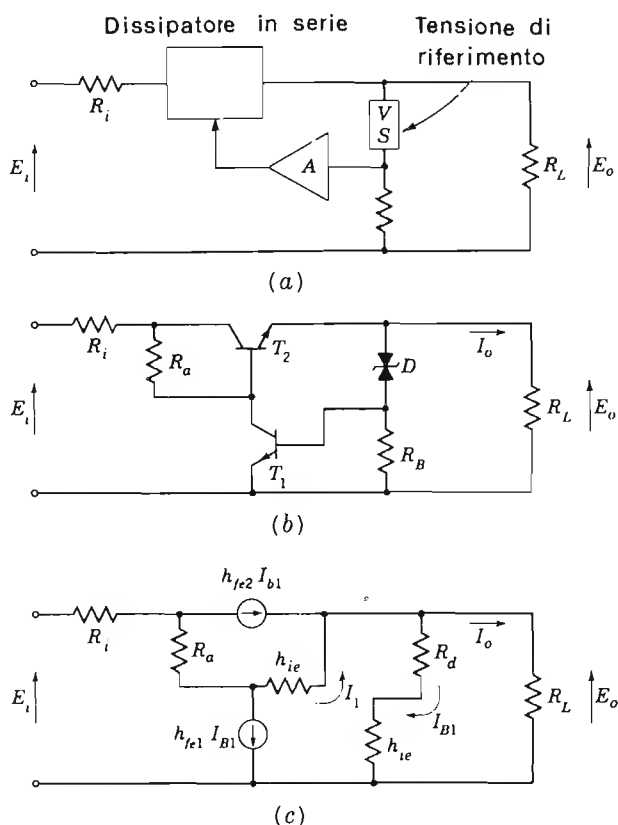 Dissipatore in serie
Tensione di
riferimento
R_i
V
S
A
E_i
R_L
E_o
(a)
R_i
R_a
T_2
D
I_o
E_i
T_1
R_B
R_L
E_o
(b)
h_fe2 I_b1
R_i
R_a
h_ie
I_1
R_d
I_o
E_i
h_fe1 I_B1
I_B1
h_ie
R_L
E_o
(c)